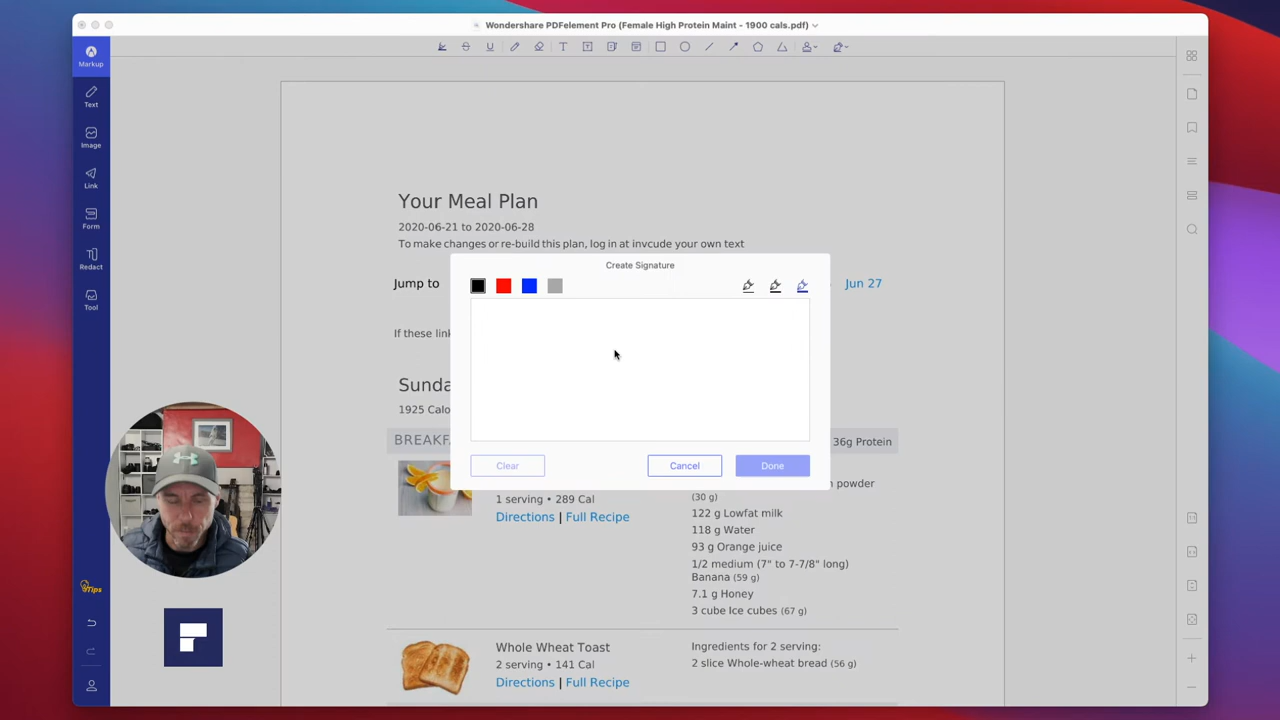 Wondershare PDFelement Pro (Female High Protein Maint - 1900 cals.pdf)
Markup
Text
Image
Link
Form
Redact
Tool
Tips
Your Meal Plan
2020-06-21 to 2020-06-28
To make changes or re-build this plan, log in at invcude your own text
Jump to
Jun 27
If these link
Create Signature
Clear
Cancel
Done
Sunda
1925 Calo
BREAKF
36g Protein
1 serving • 289 Cal
Directions | Full Recipe
powder
(30 g)
122 g Lowfat milk
118 g Water
93 g Orange juice
1/2 medium (7" to 7-7/8" long)
Banana (59 g)
7.1 g Honey
3 cube Ice cubes (67 g)
Whole Wheat Toast
2 serving • 141 Cal
Directions | Full Recipe
Ingredients for 2 serving:
2 slice Whole-wheat bread (56 g)